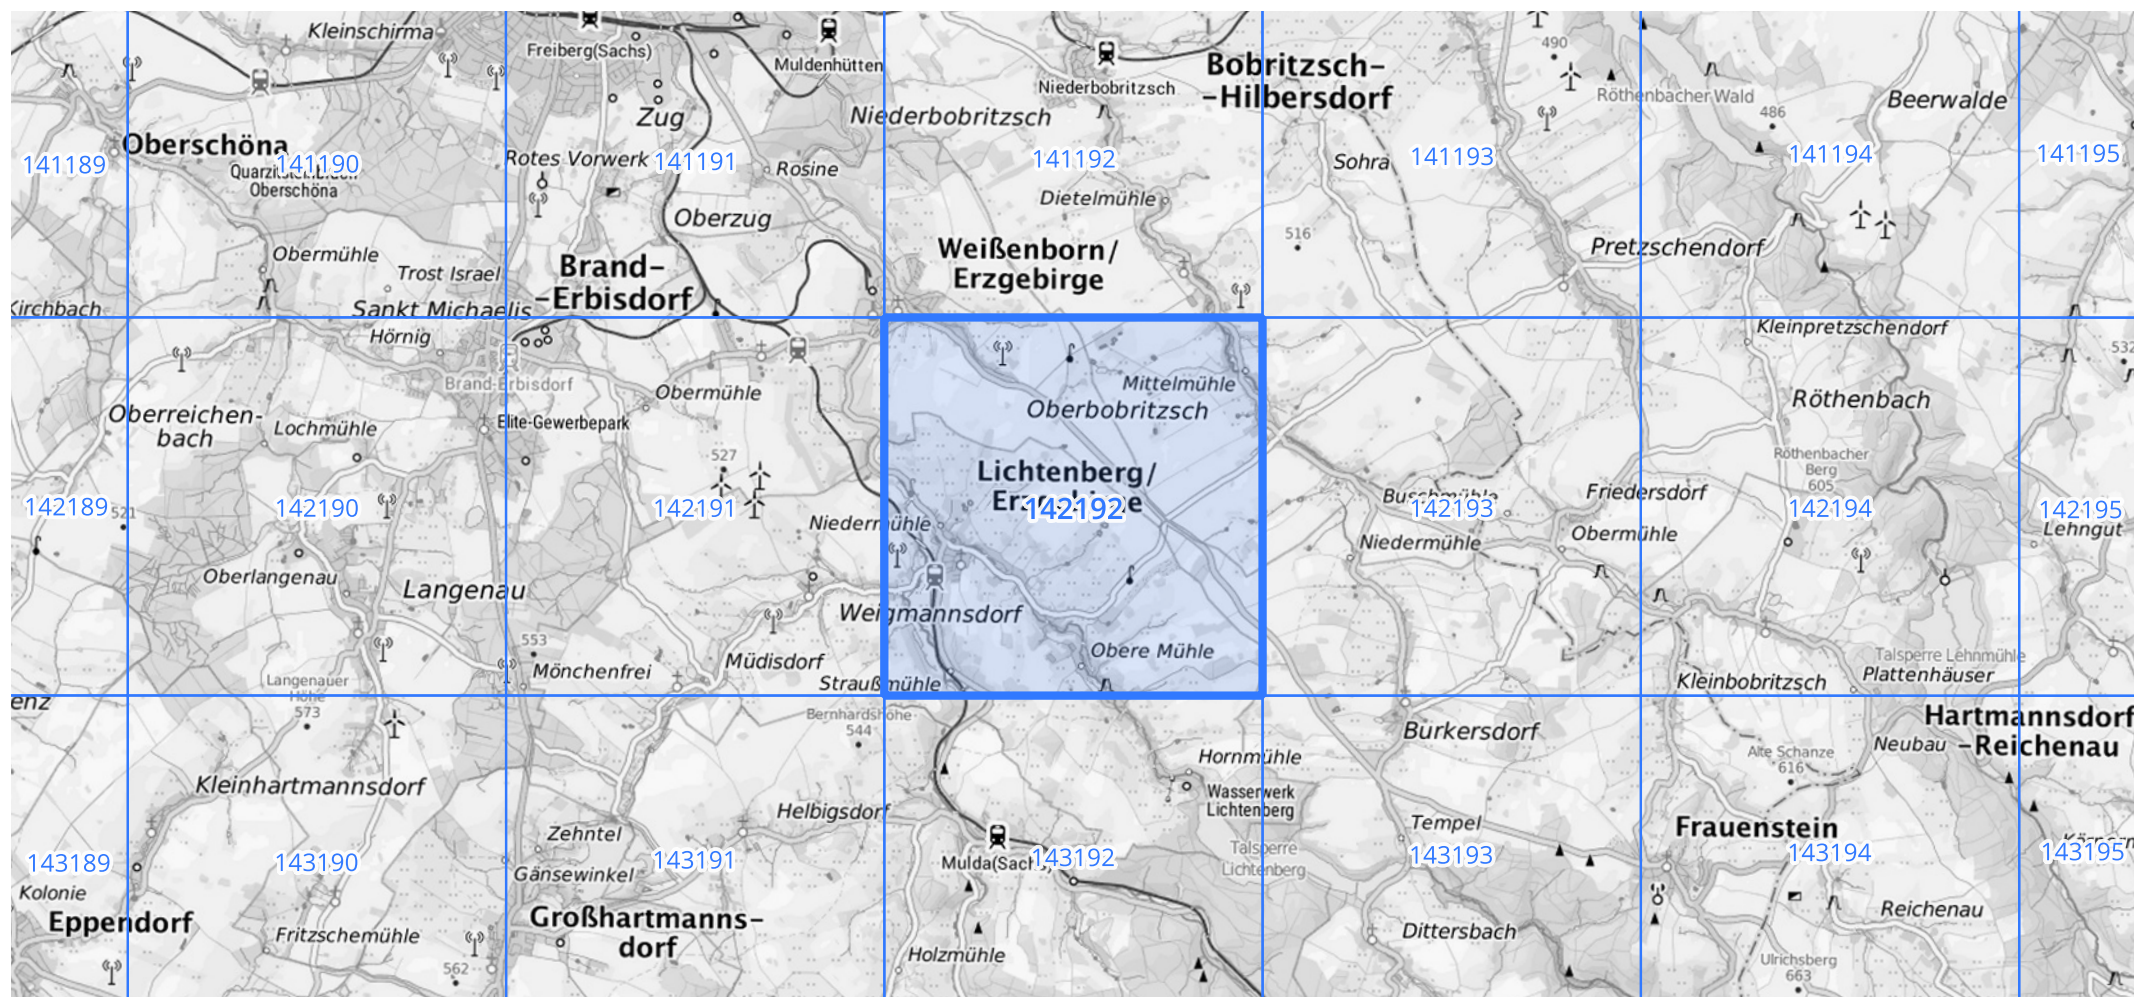 Kleinschirma
Freiberg(Sachs)
Muldenhütten
Niederbobritzsch
Bobritzsch-
-Hilbersdorf
490
Röthenbacher Wald
486
Beerwalde
Zug
Niederbobritzsch
Oberschöna
Oberschöna
Rotes Vorwerk
Rosine
Sohra
141189
141190
141191
141192
141193
141194
141195
Dietelmühle
Oberzug
516
Pretzschendorf
Obermühle
Trost Israel
Weißenborn/
Erzgebirge
Brand-
-Erbisdorf
Kirchbach
Sankt Michaelis
Hörnig
Kleinpretzschendorf
532
Brand-Erbisdorf
Obermühle
Mittelmühle
Oberbobritzsch
Röthenbach
Oberreichen-
bach
Lochmühle
Elite-Gewerbepark
527
Lichtenberg/
Röthenbacher
Berg
605
521
142189
142190
142191
142192
142193
142194
142195
Buschmühle
Friedersdorf
Niedermühle
Niedermühle
Obermühle
Lehngut
Oberlangenau
Langenau
Weigmannsdorf
553
Mönchenfrei
Müdisdorf
Obere Mühle
Straußmühle
Talsperre Lehnmühle
Plattenhäuser
Kleinbobritzsch
Langenauer
Höhe
573
Bernhardshöhe
544
Burkersdorf
Hartmannsdorf
-Reichenau
Neubau
Alte Schanze
616
Hornmühle
Wasserwerk
Lichtenberg
Kleinhartmannsdorf
Helbigsdorf
Zehntel
Tempel
Frauenstein
Mulda(Sachs)
Talsperre
Lichtenberg
143189
143190
143191
143192
143193
143194
143195
Gänsewinkel
Kolonie
Eppendorf
Großhartmanns-
dorf
Fritzschemühle
562
Holzmühle
Dittersbach
Reichenau
Ulrichsberg
663